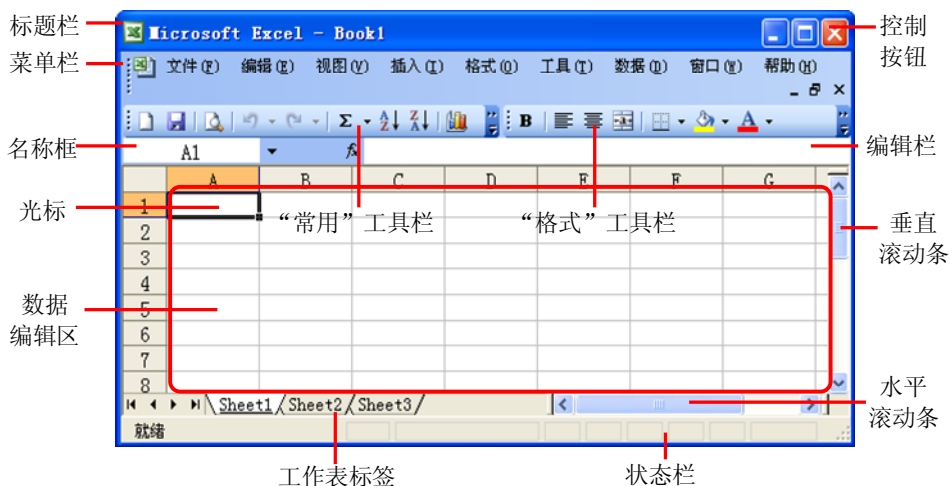 标题栏
Microsoft Excel - Book1
控制
按钮
菜单栏
文件(F) 编辑(E) 视图(V) 插入(I) 格式(O) 工具(T) 数据(D) 窗口(W) 帮助(H)
Σ A Z Z A B A
名称框
A1
fx
编辑栏
A B C D E F G
光标
1
“常用”工具栏
“格式”工具栏
2
垂直
滚动条
3
4
数据
编辑区
5
6
7
8
水平
滚动条
Sheet1 Sheet2 Sheet3
就绪
工作表标签
状态栏